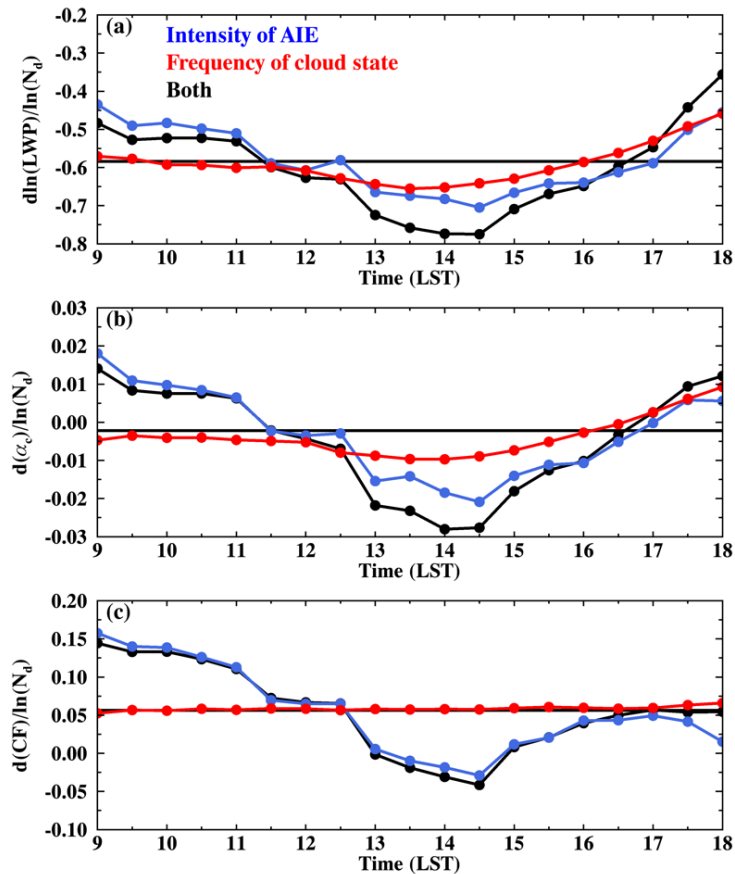 (a)
Intensity of AIE
Frequency of cloud state
Both
dln(LWP)/ln(N_d)
-0.2
-0.3
-0.4
-0.5
-0.6
-0.7
-0.8
9 10 11 12 13 14 15 16 17 18
Time (LST)
(b)
d(α_c)/ln(N_d)
0.03
0.02
0.01
0.00
-0.01
-0.02
-0.03
9 10 11 12 13 14 15 16 17 18
Time (LST)
(c)
d(CF)/ln(N_d)
0.20
0.15
0.10
0.05
0.00
-0.05
-0.10
9 10 11 12 13 14 15 16 17 18
Time (LST)